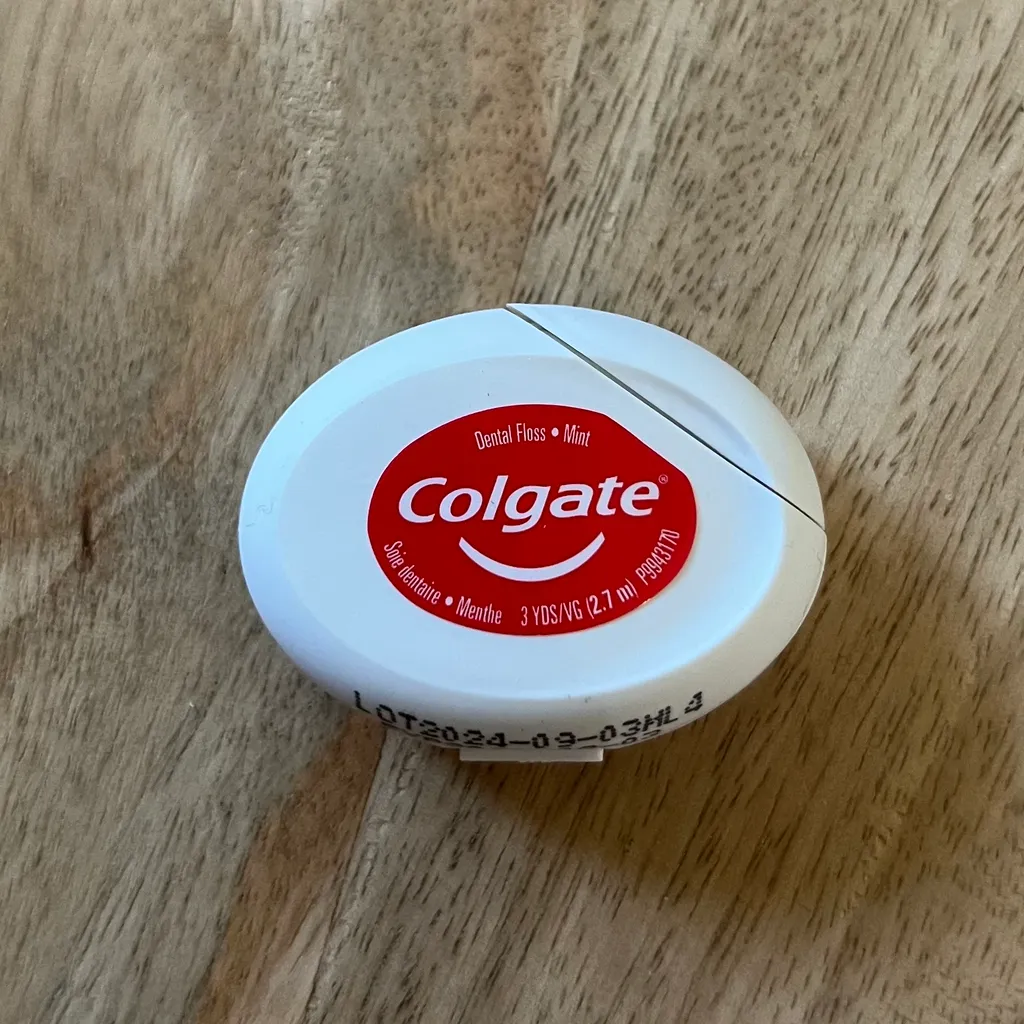 Dental Floss • Mint
Colgate®
Soie dentaire • Menthe 3 YDS/VG (2.7 m) P9943170
LOT2024-09-03HL4